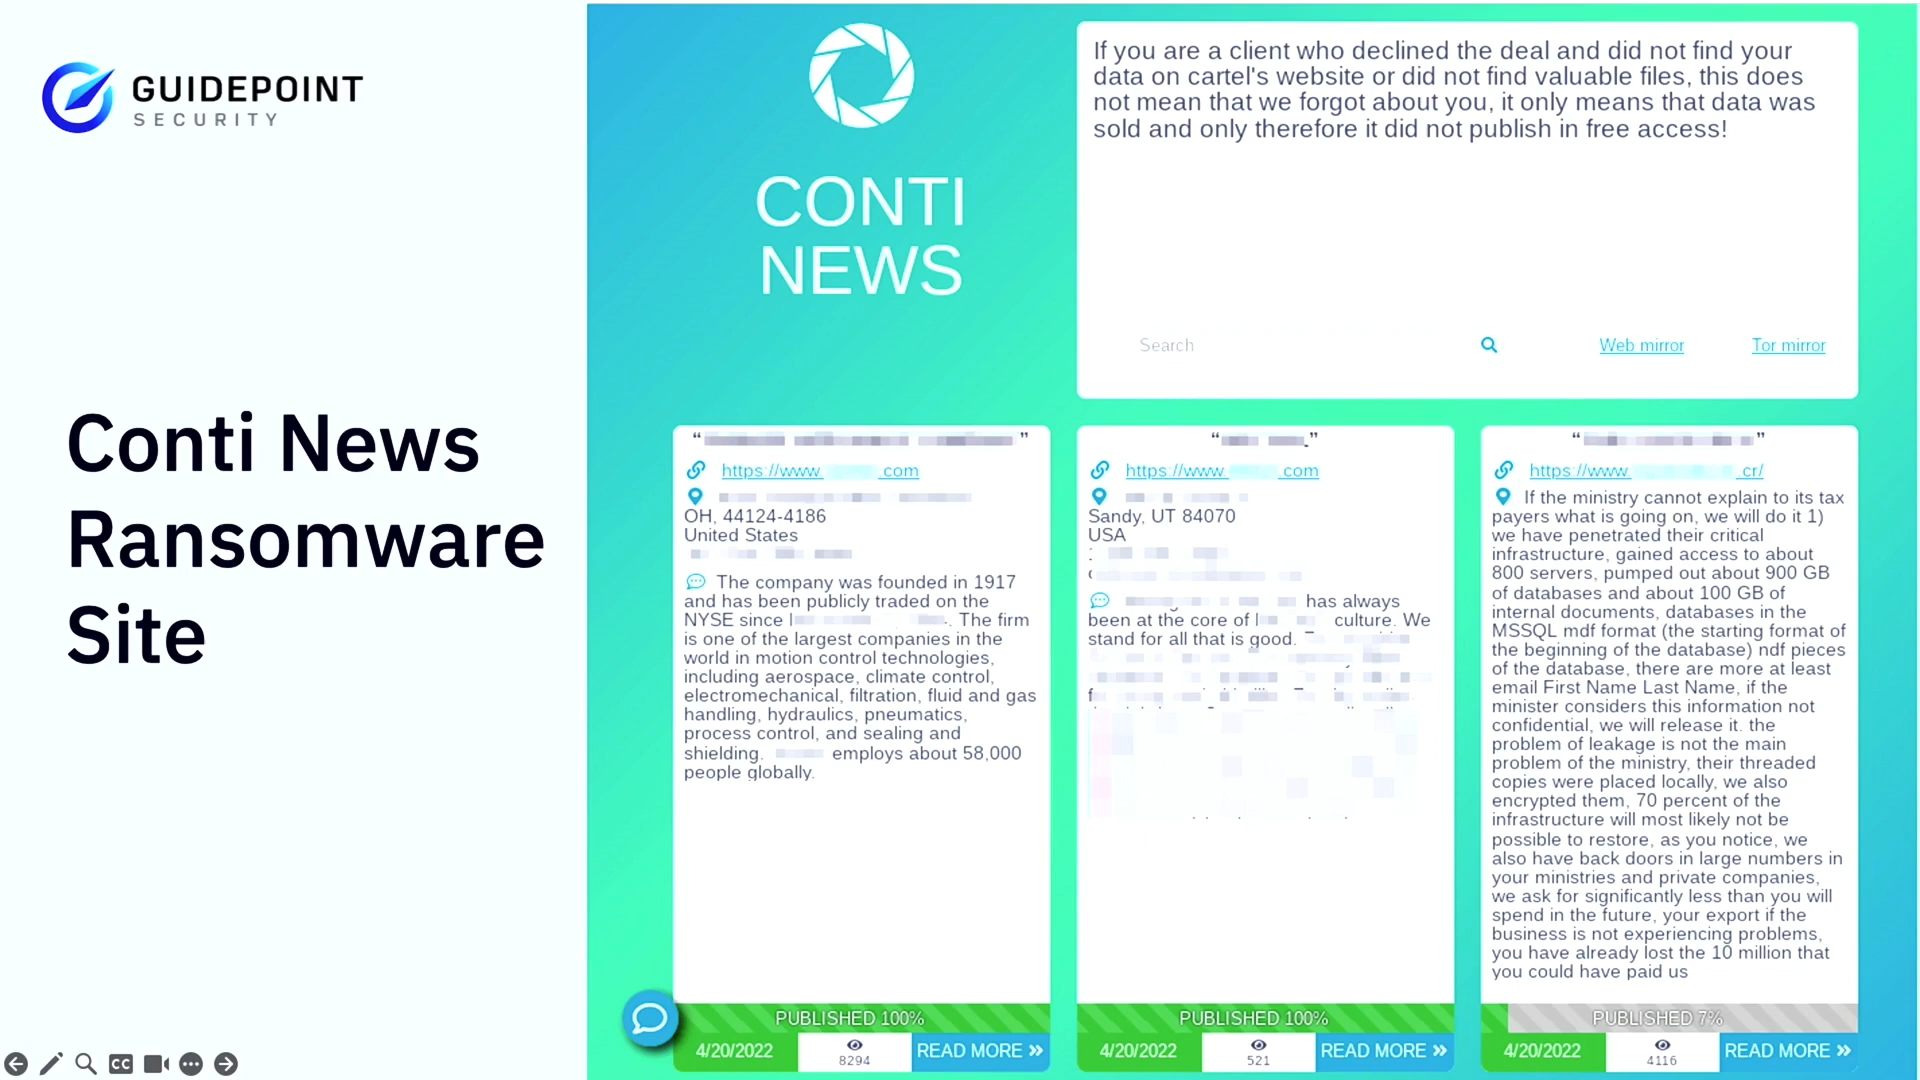 GUIDEPOINT
SECURITY
Conti News
Ransomware
Site
CONTI
NEWS
If you are a client who declined the deal and did not find your
data on cartel's website or did not find valuable files, this does
not mean that we forgot about you, it only means that data was
sold and only therefore it did not publish in free access!
Search
Web mirror
Tor mirror
“ ”
https://www. .com
OH, 44124-4186
United States
The company was founded in 1917
and has been publicly traded on the
NYSE since . The firm
is one of the largest companies in the
world in motion control technologies,
including aerospace, climate control,
electromechanical, filtration, fluid and gas
handling, hydraulics, pneumatics,
process control, and sealing and
shielding. employs about 58,000
people globally.
PUBLISHED 100%
4/20/2022
8294
READ MORE »
“ ”
https://www. .com
Sandy, UT 84070
USA
has always
been at the core of culture. We
stand for all that is good.
PUBLISHED 100%
4/20/2022
521
READ MORE »
“ ”
https://www. .cr/
If the ministry cannot explain to its tax
payers what is going on, we will do it 1)
we have penetrated their critical
infrastructure, gained access to about
800 servers, pumped out about 900 GB
of databases and about 100 GB of
internal documents, databases in the
MSSQL mdf format (the starting format of
the beginning of the database) ndf pieces
of the database, there are more at least
email First Name Last Name, if the
minister considers this information not
confidential, we will release it. the
problem of leakage is not the main
problem of the ministry, their threaded
copies were placed locally, we also
encrypted them, 70 percent of the
infrastructure will most likely not be
possible to restore, as you notice, we
also have back doors in large numbers in
your ministries and private companies,
we ask for significantly less than you will
spend in the future, your export if the
business is not experiencing problems,
you have already lost the 10 million that
you could have paid us
PUBLISHED 7%
4/20/2022
4116
READ MORE »
CC